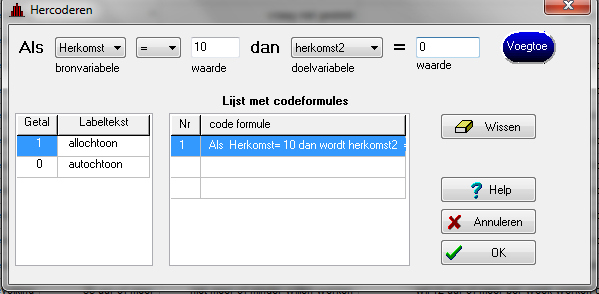 Hercoderen
Als Herkomst = 10 dan herkomst2 = 0 Voegtoe
bronvariabele waarde doelvariabele waarde
Lijst met codeformules
Getal Labeltekst
1 allochtoon
0 autochtoon
Nr code formule
1 Als Herkomst= 10 dan wordt herkomst2 =
Wissen
Help
Annuleren
OK